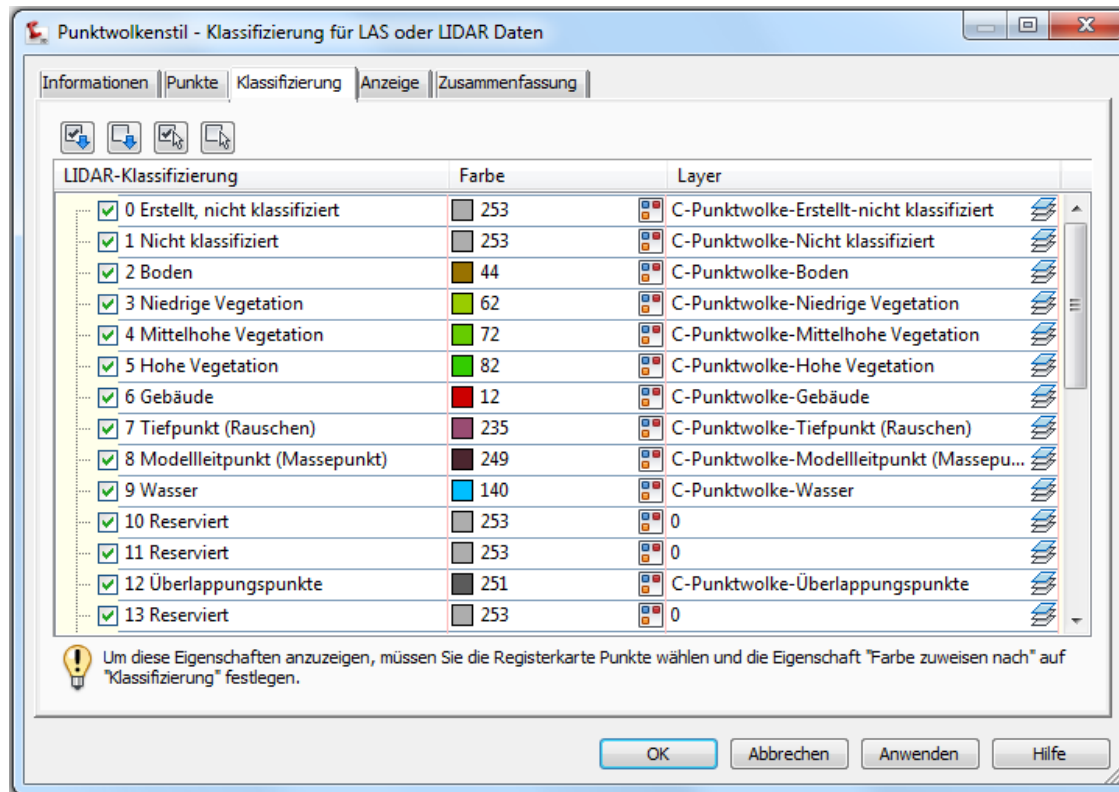 Punktwolkenstil - Klassifizierung für LAS oder LIDAR Daten
Informationen Punkte Klassifizierung Anzeige Zusammenfassung
LIDAR-Klassifizierung Farbe Layer
0 Erstellt, nicht klassifiziert 253 C-Punktwolke-Erstellt-nicht klassifiziert
1 Nicht klassifiziert 253 C-Punktwolke-Nicht klassifiziert
2 Boden 44 C-Punktwolke-Boden
3 Niedrige Vegetation 62 C-Punktwolke-Niedrige Vegetation
4 Mittelhohe Vegetation 72 C-Punktwolke-Mittelhohe Vegetation
5 Hohe Vegetation 82 C-Punktwolke-Hohe Vegetation
6 Gebäude 12 C-Punktwolke-Gebäude
7 Tiefpunkt (Rauschen) 235 C-Punktwolke-Tiefpunkt (Rauschen)
8 Modellleitpunkt (Massepunkt) 249 C-Punktwolke-Modellleitpunkt (Massepu...
9 Wasser 140 C-Punktwolke-Wasser
10 Reserviert 253 0
11 Reserviert 253 0
12 Überlappungspunkte 251 C-Punktwolke-Überlappungspunkte
13 Reserviert 253 0
Um diese Eigenschaften anzuzeigen, müssen Sie die Registerkarte Punkte wählen und die Eigenschaft "Farbe zuweisen nach" auf
"Klassifizierung" festlegen.
OK Abbrechen Anwenden Hilfe